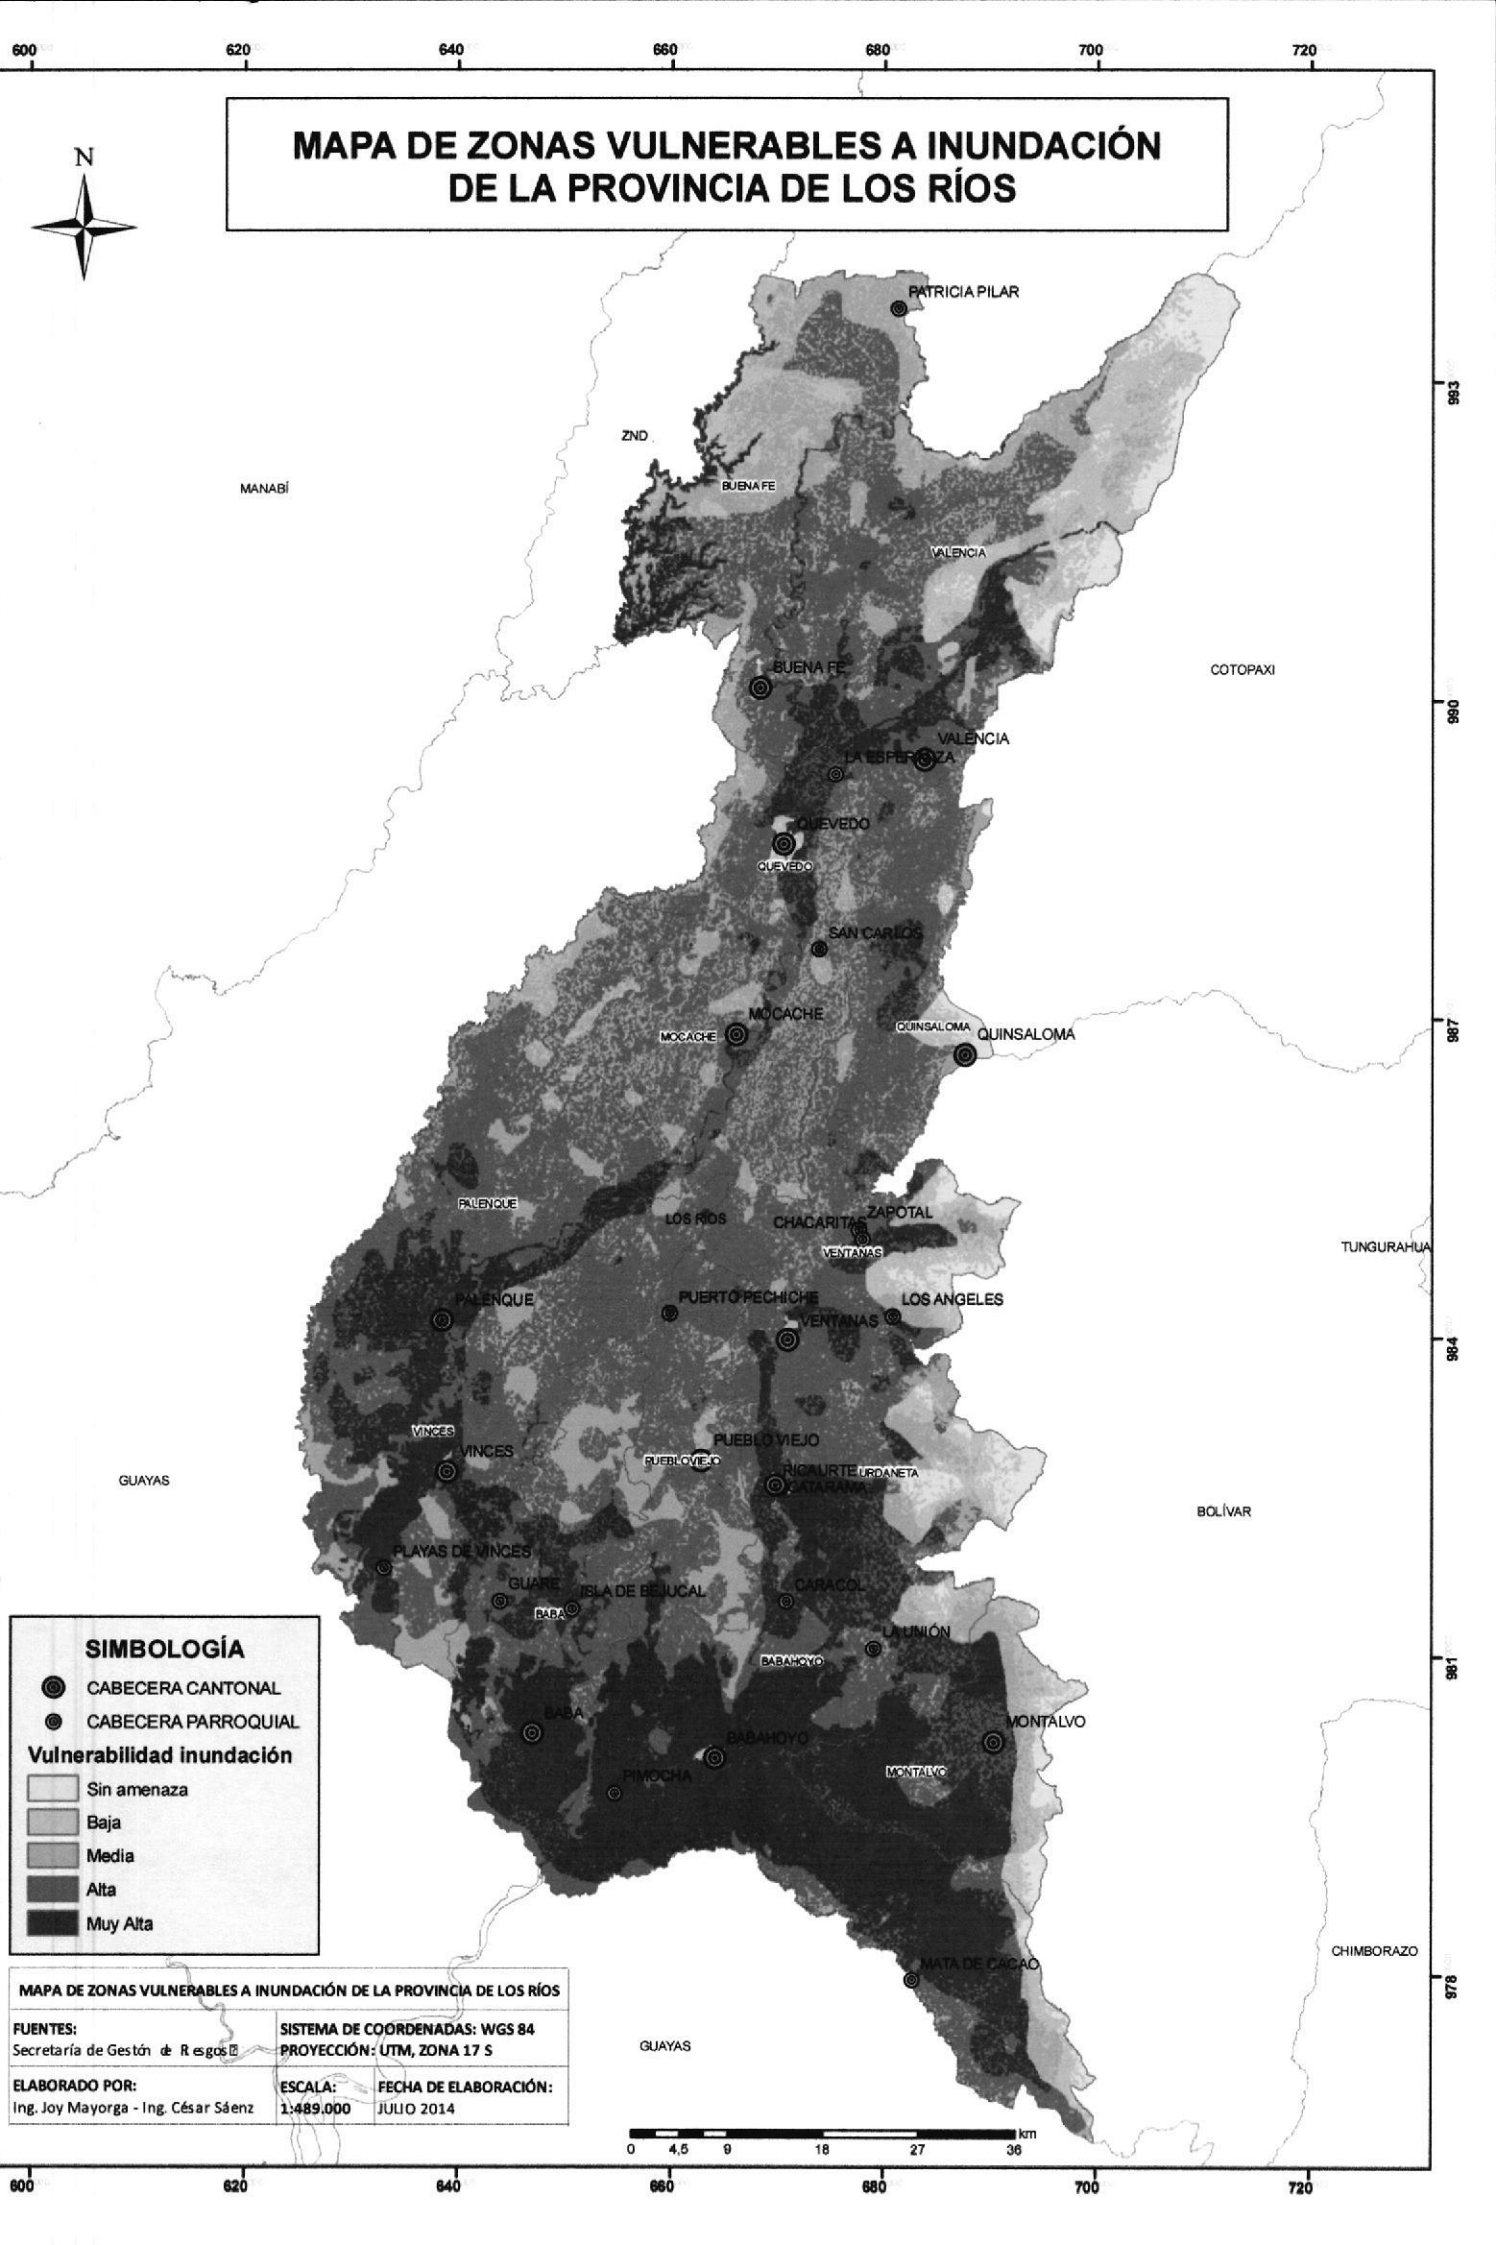 600 620 640 660 680 700 720
MAPA DE ZONAS VULNERABLES A INUNDACIÓN
DE LA PROVINCIA DE LOS RÍOS
N
PATRICIA PILAR
993
ZND
MANABÍ
BUENA FE
VALENCIA
COTOPAXI
BUENA FE
990
VALENCIA
LA ESPERANZA
QUEVEDO
QUEVEDO
SAN CARLOS
MOCACHE
MOCACHE
QUINSALOMA
QUINSALOMA
987
PALENQUE
LOS RÍOS
CHACARITAS
ZAPOTAL
VENTANAS
TUNGURAHUA
PALENQUE
PUERTO PECHICHE
LOS ANGELES
VENTANAS
984
VINCES
VINCES
PUEBLO VIEJO
PUEBLOVIEJO
RICAURTE
URDANETA
CATARAMA
GUAYAS
BOLÍVAR
PLAYAS DE VINCES
GUARE
ISLA DE BEJUCAL
BABA
CARACOL
LA UNIÓN
BABAHOYO
981
BABA
BABAHOYO
MONTALVO
PIMOCHA
MONTALVO
SIMBOLOGÍA
CABECERA CANTONAL
CABECERA PARROQUIAL
Vulnerabilidad inundación
Sin amenaza
Baja
Media
Alta
Muy Alta
MATA DE CACAO
CHIMBORAZO
978
GUAYAS
MAPA DE ZONAS VULNERABLES A INUNDACIÓN DE LA PROVINCIA DE LOS RÍOS
FUENTES:
Secretaría de Gestón de Resgos
SISTEMA DE COORDENADAS: WGS 84
PROYECCIÓN: UTM, ZONA 17 S
ELABORADO POR:
Ing. Joy Mayorga - Ing. César Sáenz
ESCALA:
1:489.000
FECHA DE ELABORACIÓN:
JULIO 2014
km
0 4,5 9 18 27 36
600 620 640 660 680 700 720